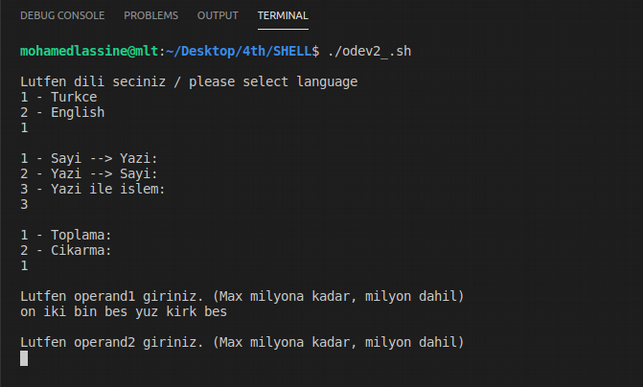 DEBUG CONSOLE PROBLEMS OUTPUT TERMINAL
mohamedlassine@mlt:~/Desktop/4th/SHELL$ ./odev2_.sh
Lutfen dili seciniz / please select language
1 - Turkce
2 - English
1
1 - Sayi --> Yazi:
2 - Yazi --> Sayi:
3 - Yazi ile islem:
3
1 - Toplama:
2 - Cikarma:
1
Lutfen operand1 giriniz. (Max milyona kadar, milyon dahil)
on iki bin bes yuz kirk bes
Lutfen operand2 giriniz. (Max milyona kadar, milyon dahil)